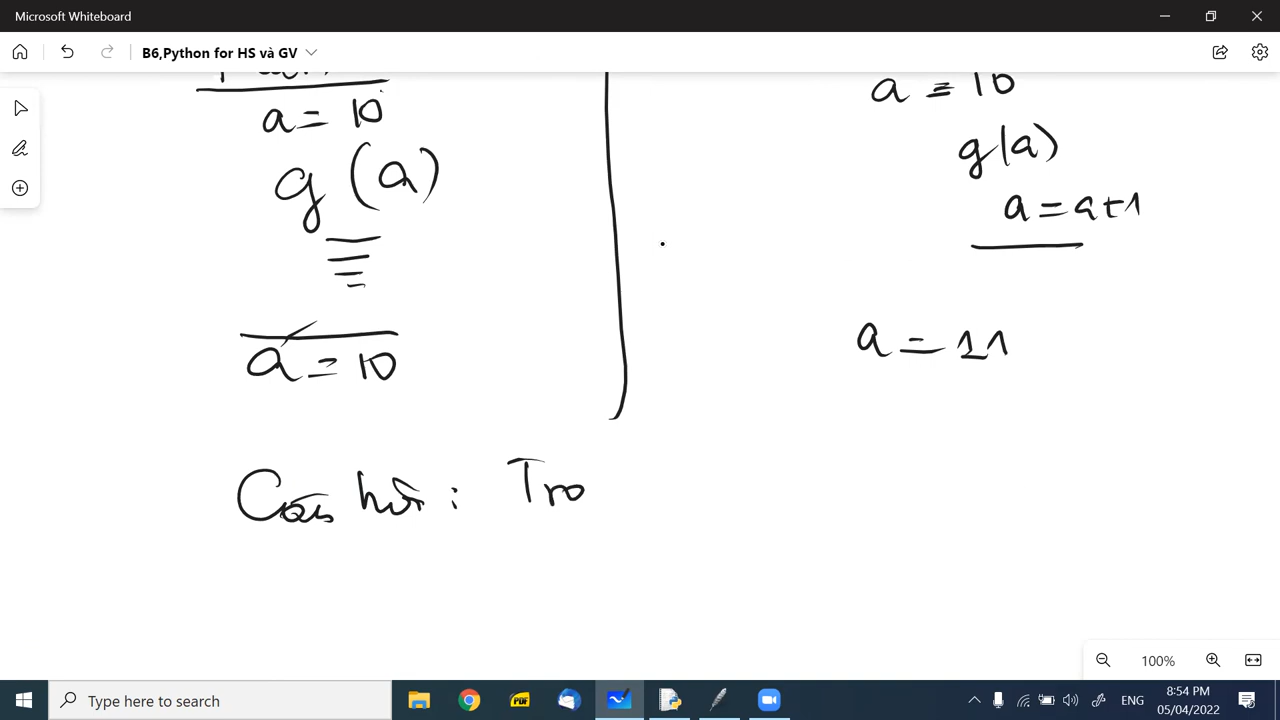 Microsoft Whiteboard
B6,Python for HS và GV
a = 10
g (a)
a = 10
a = 10
g(a)
a = a+1
a = 11
Câu hỏi : Tro
100%
Type here to search
PDF
ENG
8:54 PM
05/04/2022